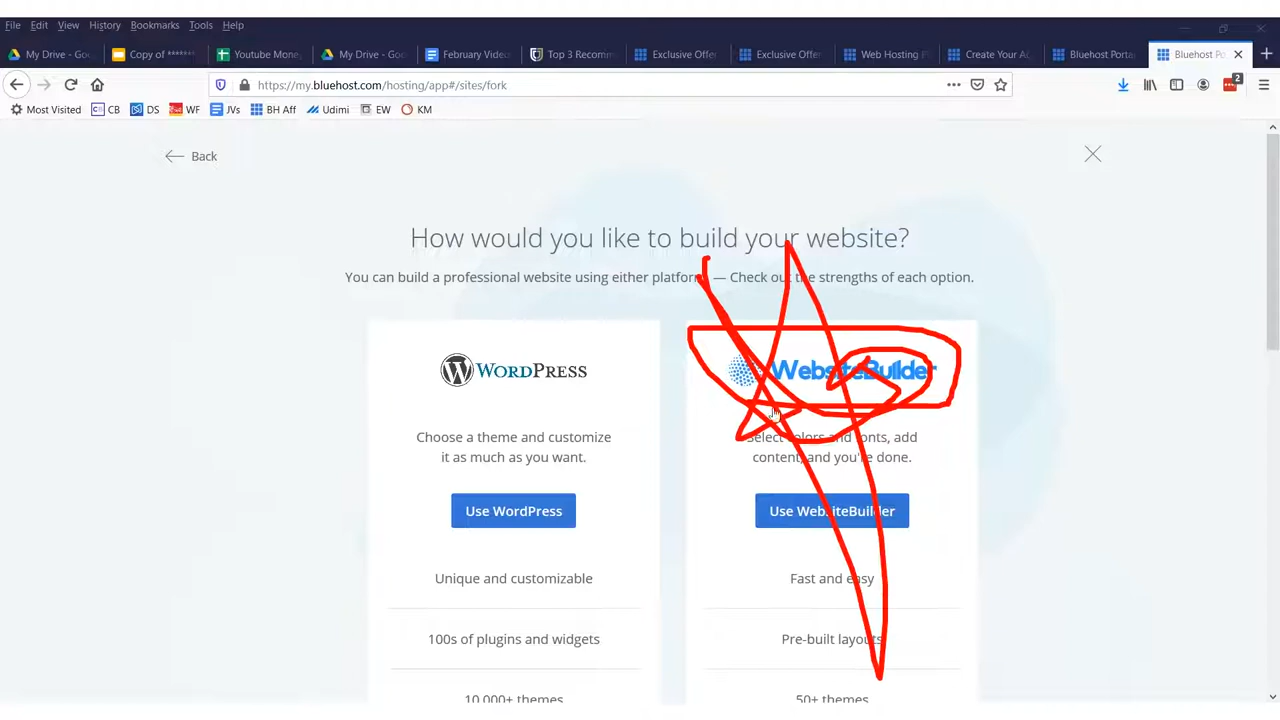 File Edit View History Bookmarks Tools Help
My Drive - Goo Copy of ****** Youtube Mone My Drive - Goo February Video Top 3 Recomm Exclusive Offe Exclusive Offe Web Hosting Create Your AC Bluehost Porta Bluehost Po
https://my.bluehost.com/hosting/app#/sites/fork
2
Most Visited CB DS WF JVs BH Aff Udimi EW KM
Back
How would you like to build your website?
You can build a professional website using either platform — Check out the strengths of each option.
WORDPRESS
WebsiteBuilder
Choose a theme and customize
it as much as you want.
Select colors and fonts, add
content, and you're done.
Use WordPress
Use WebsiteBuilder
Unique and customizable
Fast and easy
100s of plugins and widgets
Pre-built layouts
10,000+ themes
50+ themes